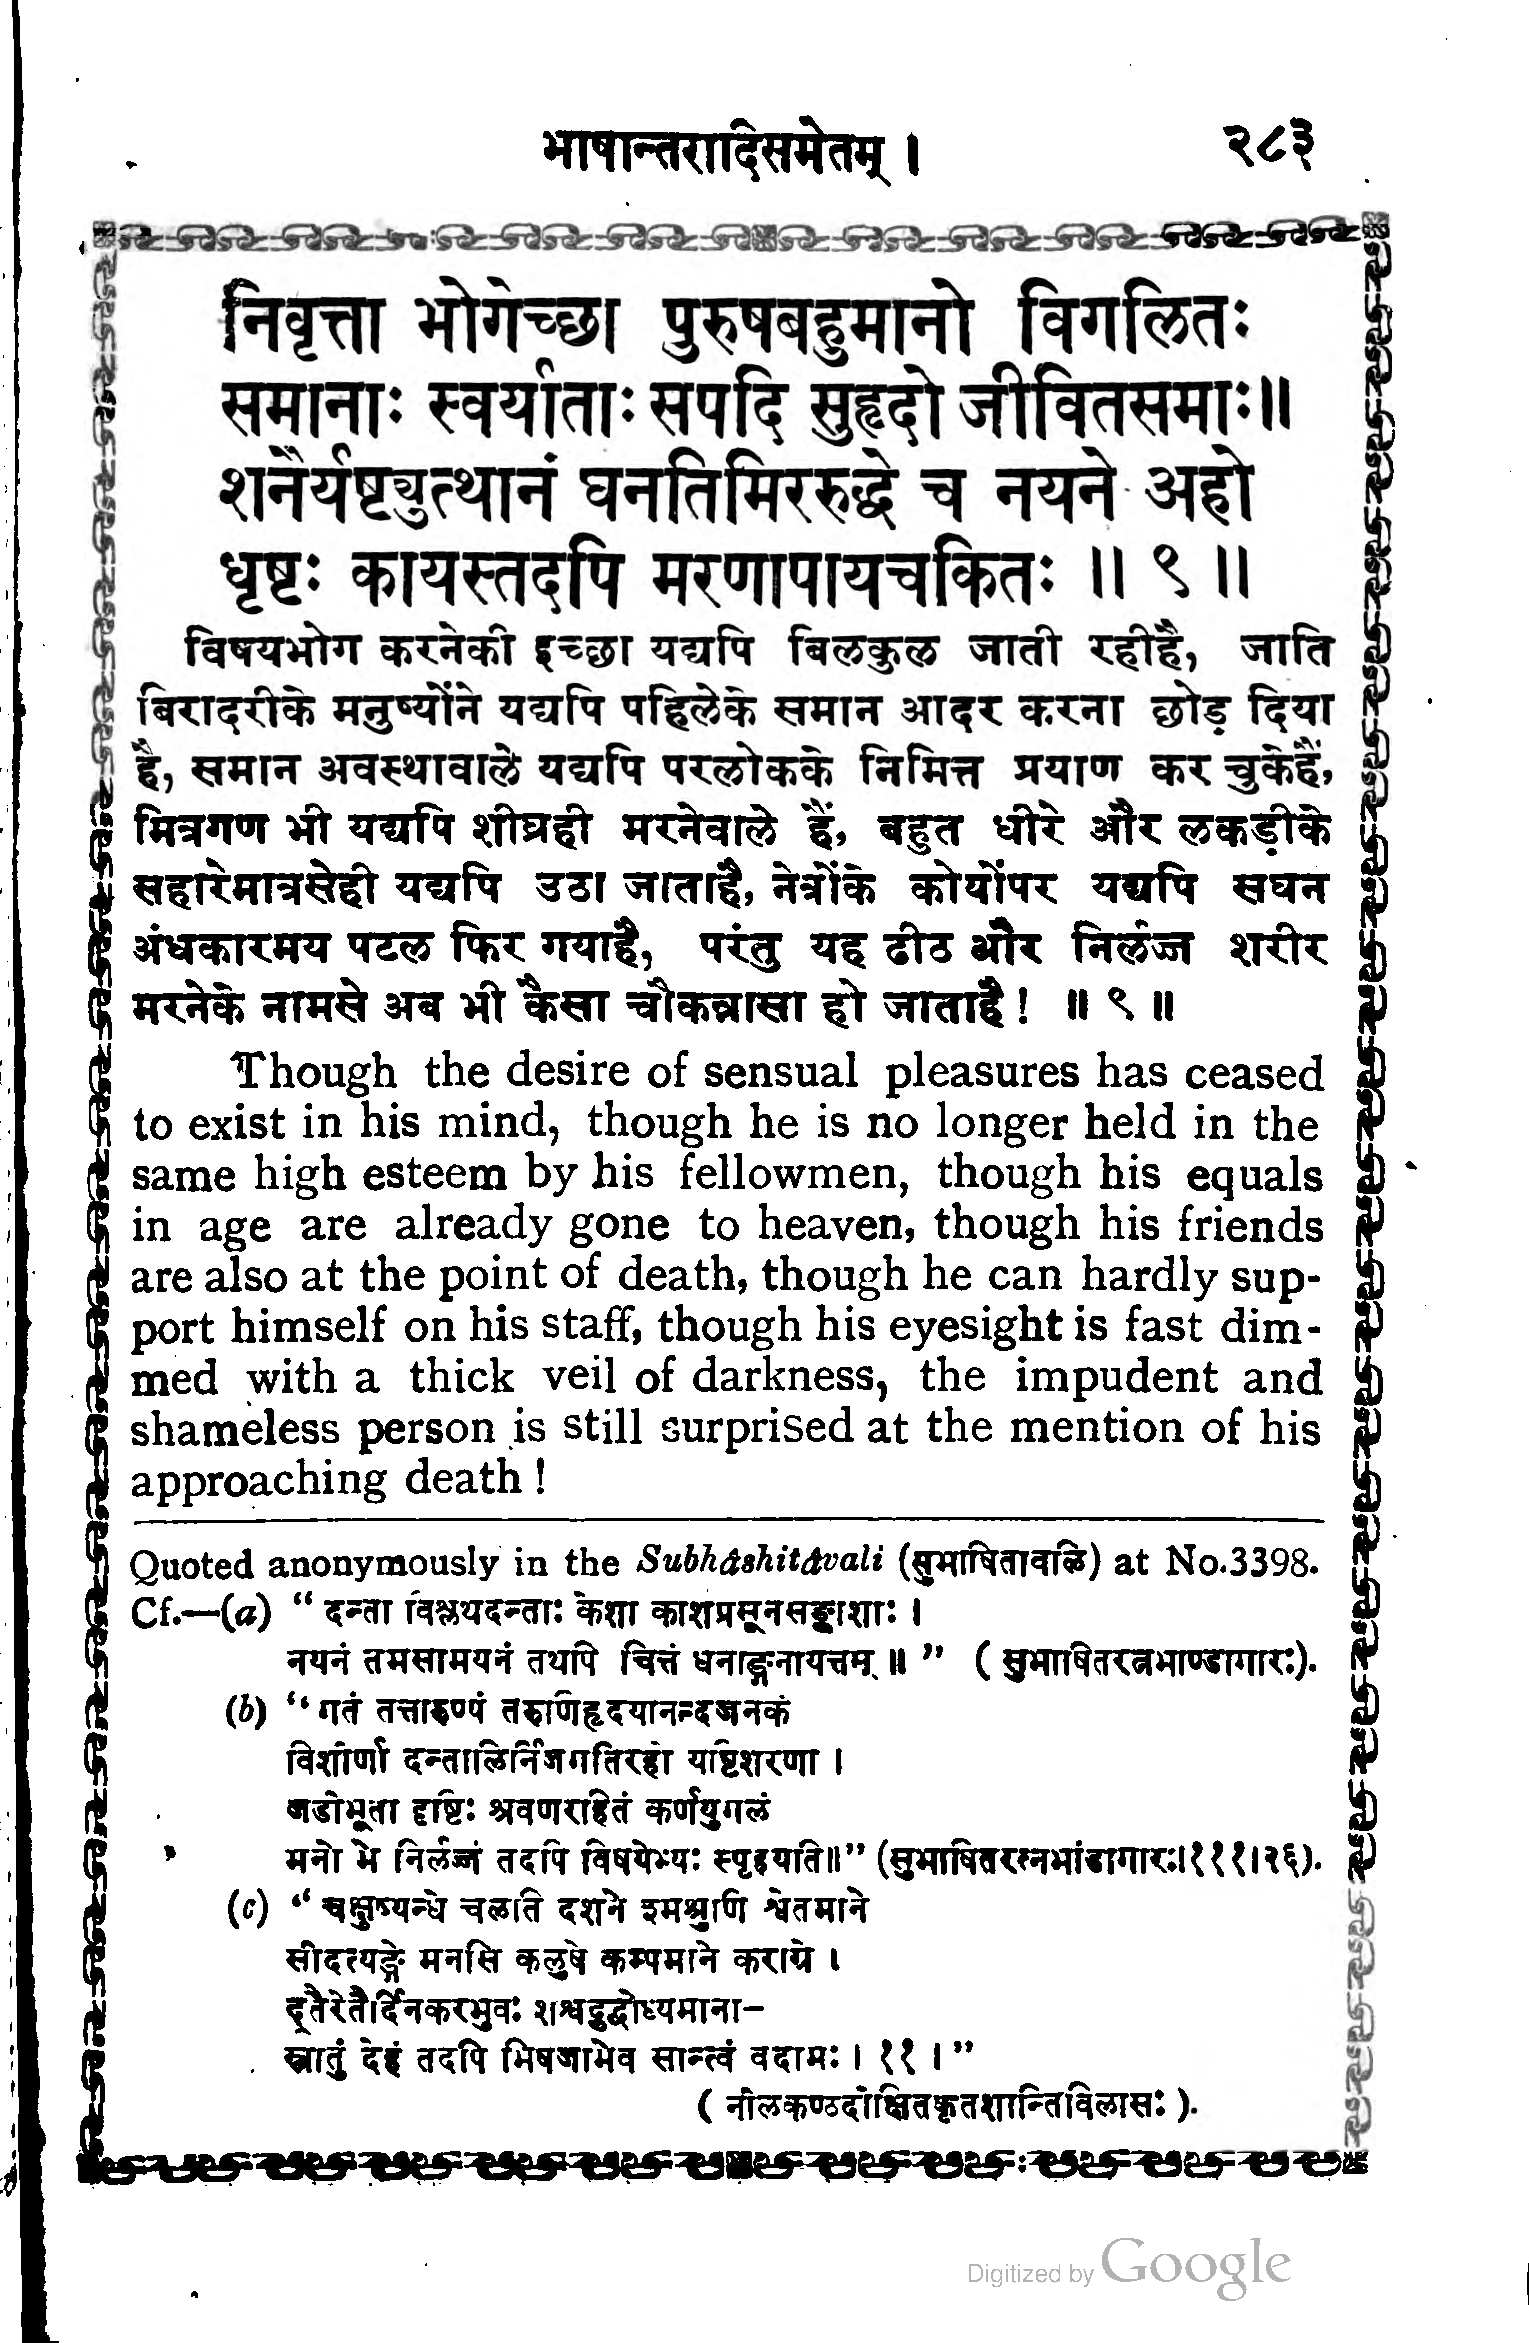 भाषान्तरादिसमेतम् । २८३
निवृत्ता भोगेच्छा पुरुषबहुमानो विगलितः
समानाः स्वर्याताः सपदि सुहृदो जीवितसमाः॥
शनैर्यष्ट्युत्थानं घनतिमिररुद्धे च नयने अहो
धृष्टः कायस्तदपि मरणापायचकितः ॥ ९ ॥
विषयभोग करनेकी इच्छा यद्यपि बिलकुल जाती रहीहै, जाति
बिरादरीके मनुष्योंने यद्यपि पहिलेके समान आदर करना छोड़ दिया
है, समान अवस्थावाले यद्यपि परलोकके निमित्त प्रयाण कर चुकेहैं,
मित्रगण भी यद्यपि शीघ्रही मरनेवाले हैं, बहुत धीरे और लकड़ीके
सहारेमात्रसेही यद्यपि उठा जाताहै, नेत्रोंके कोयोंपर यद्यपि सघन
अंधकारमय पटल फिर गयाहै, परंतु यह ढीठ और निर्लज्ज शरीर
मरनेके नामसे अब भी कैसा चौकन्नासा हो जाताहै! ॥ ९ ॥
Though the desire of sensual pleasures has ceased
to exist in his mind, though he is no longer held in the
same high esteem by his fellowmen, though his equals
in age are already gone to heaven, though his friends
are also at the point of death, though he can hardly sup-
port himself on his staff, though his eyesight is fast dim-
med with a thick veil of darkness, the impudent and
shameless person is still surprised at the mention of his
approaching death!
Quoted anonymously in the Subhâshitâvali (सुभाषितावळि) at No.3398.
Cf.—(a) “ दन्ता विश्लथदन्ताः केशा काशप्रसूनसङ्काशाः ।
नयनं तमसामयनं तथपि चित्तं धनाङ्गनायत्तम् ॥ ” ( सुभाषितरत्नभाण्डागारः).
(b) “ गतं तत्तारुण्यं तरुणिहृदयानन्दजनकं
विशीर्णा दन्तालिर्निजगतिरहो यष्टिशरणा ।
जडीभूता दृष्टिः श्रवणरहितं कर्णयुगलं
मनो मे निर्लज्जं तदपि विषयेभ्यः स्पृहयति॥” (सुभाषितरत्नभांडागारः।१११।२६).
(c) “ चक्षुष्यन्धे चलति दशने श्मश्रुणि श्वेतमाने
सीदत्यङ्गे मनसि कलुषे कम्पमाने कराग्रे ।
दूतैरेतैर्दिनकरभुवः शश्वदुद्बोध्यमाना-
स्त्रातुं देहं तदपि भिषजामेव सान्त्वं वदामः । ११ ।”
( नीलकण्ठदीक्षितकृतशान्तिविलासः ).
Digitized by Google